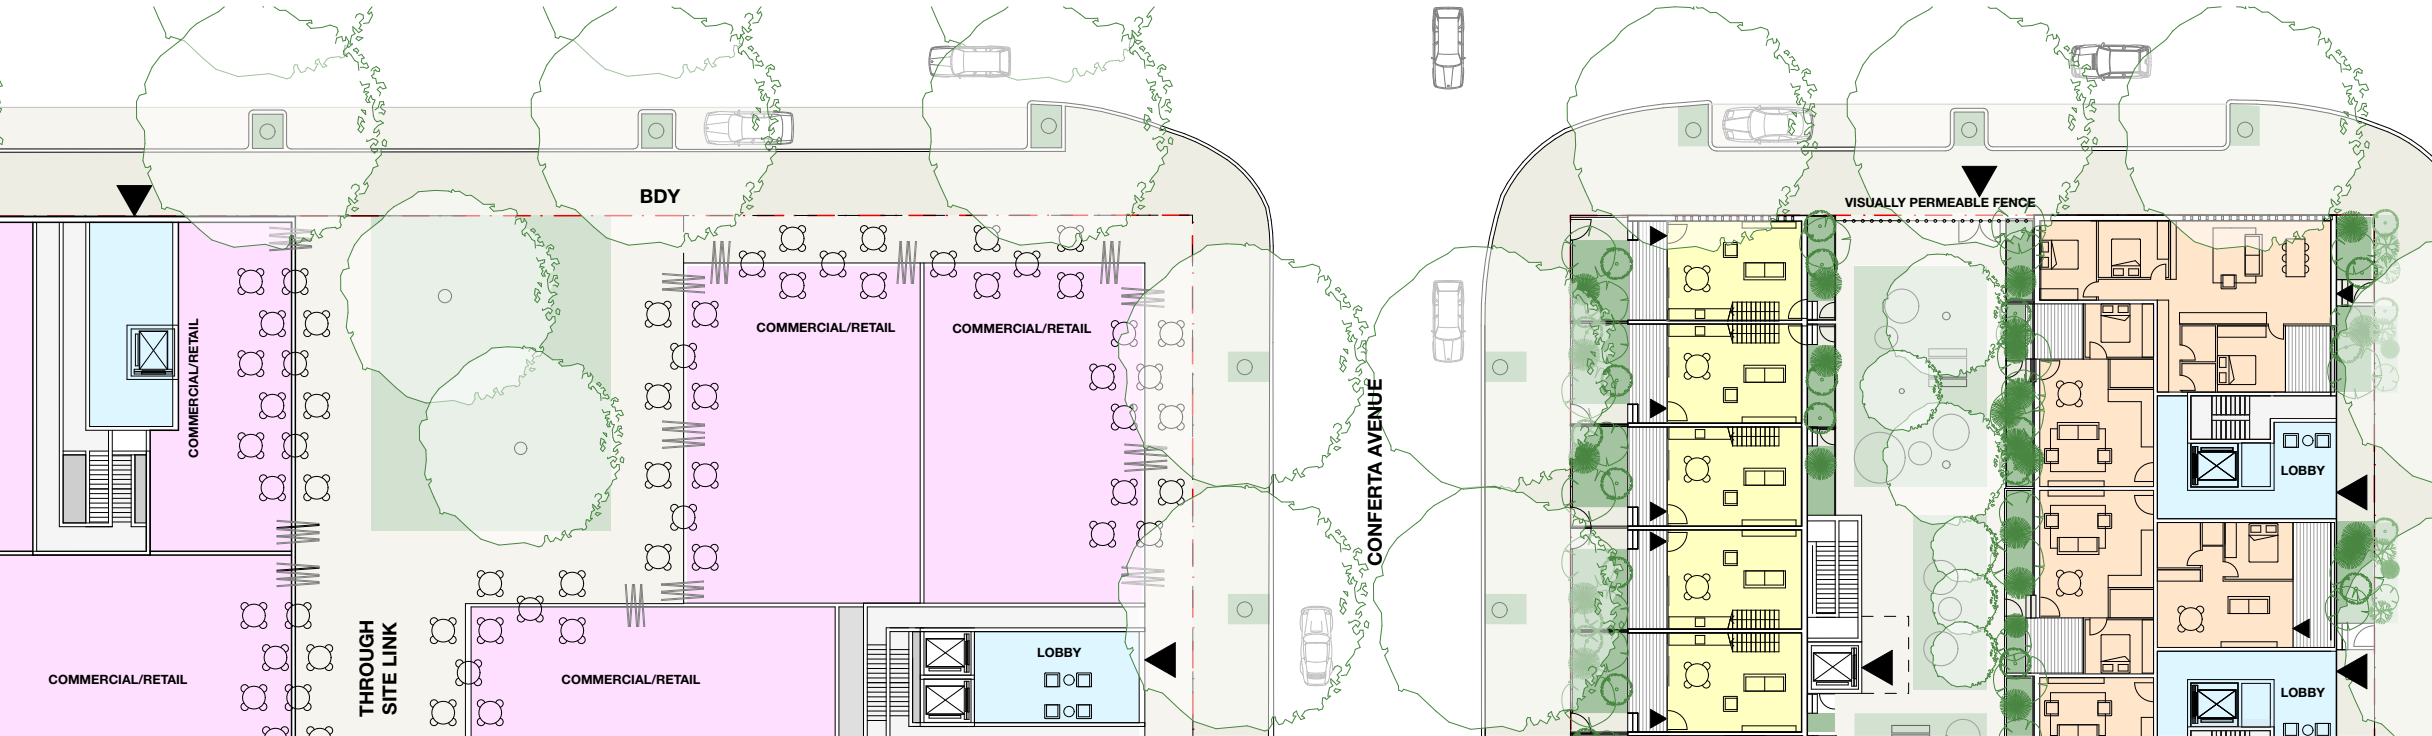 BDY
VISUALLY PERMEABLE FENCE
COMMERCIAL/RETAIL
COMMERCIAL/RETAIL
COMMERCIAL/RETAIL
CONFERTA AVENUE
LOBBY
THROUGH
SITE LINK
COMMERCIAL/RETAIL
COMMERCIAL/RETAIL
LOBBY
LOBBY